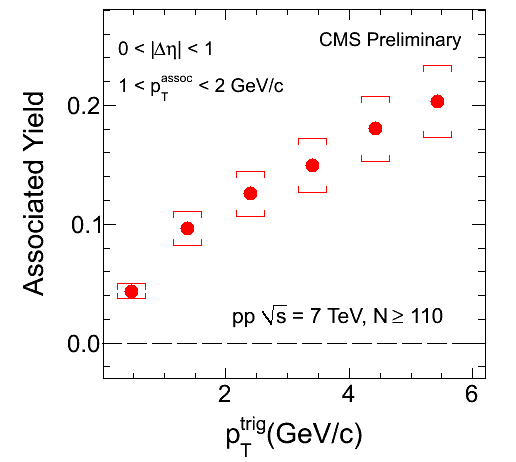 CMS Preliminary
0 < |Δη| < 1
1 < p_T^assoc < 2 GeV/c
Associated Yield
0.2
0.1
0.0
pp √s = 7 TeV, N ≥ 110
2 4 6
p_T^trig(GeV/c)